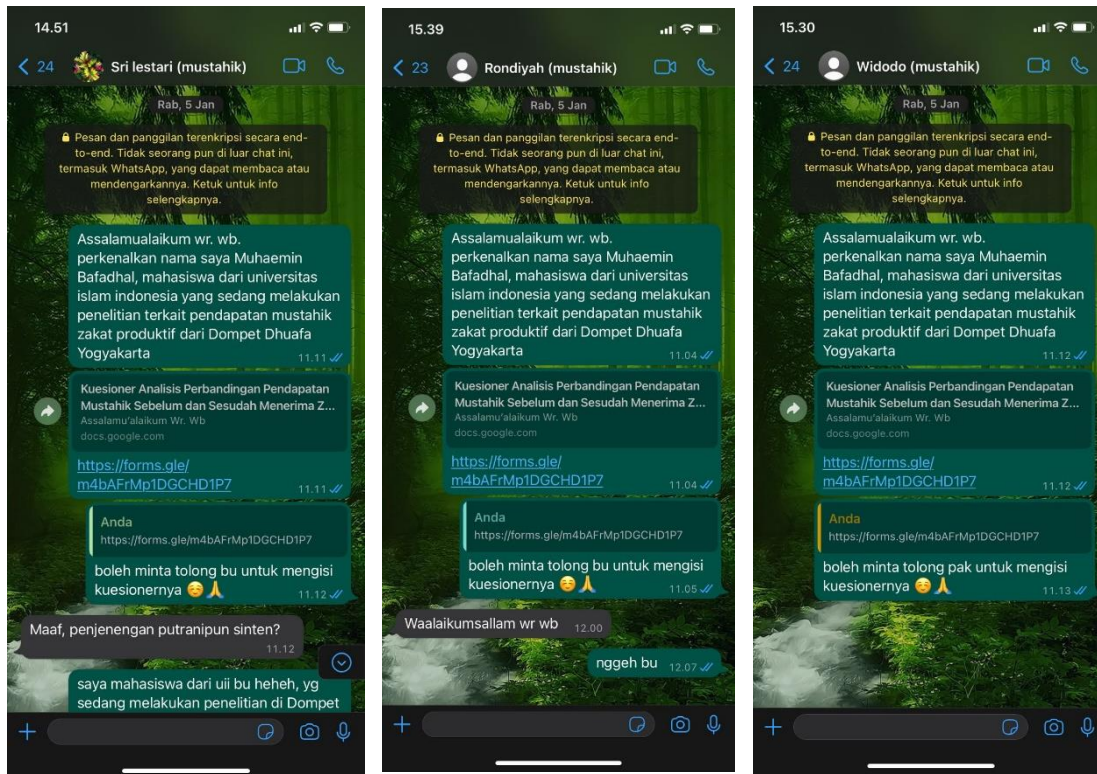 14.51
24
Sri lestari (mustahik)
Rab, 5 Jan
Pesan dan panggilan terenkripsi secara end-
to-end. Tidak seorang pun di luar chat ini,
termasuk WhatsApp, yang dapat membaca atau
mendengarkannya. Ketuk untuk info
selengkapnya.
Assalamualaikum wr. wb.
perkenalkan nama saya Muhaemin
Bafadhal, mahasiswa dari universitas
islam indonesia yang sedang melakukan
penelitian terkait pendapatan mustahik
zakat produktif dari Dompet Dhuafa
Yogyakarta
11.11
Kuesioner Analisis Perbandingan Pendapatan
Mustahik Sebelum dan Sesudah Menerima Z...
Assalamu'alaikum Wr. Wb
docs.google.com
https://forms.gle/
m4bAFrMp1DGCHD1P7
11.11
Anda
https://forms.gle/m4bAFrMp1DGCHD1P7
boleh minta tolong bu untuk mengisi
kuesionernya ☺️🙏
11.12
Maaf, penjenengan putranipun sinten?
11.12
saya mahasiswa dari uii bu heheh, yg
sedang melakukan penelitian di Dompet
15.39
23
Rondiyah (mustahik)
Rab, 5 Jan
Pesan dan panggilan terenkripsi secara end-
to-end. Tidak seorang pun di luar chat ini,
termasuk WhatsApp, yang dapat membaca atau
mendengarkannya. Ketuk untuk info
selengkapnya.
Assalamualaikum wr. wb.
perkenalkan nama saya Muhaemin
Bafadhal, mahasiswa dari universitas
islam indonesia yang sedang melakukan
penelitian terkait pendapatan mustahik
zakat produktif dari Dompet Dhuafa
Yogyakarta
11.04
Kuesioner Analisis Perbandingan Pendapatan
Mustahik Sebelum dan Sesudah Menerima Z...
Assalamu'alaikum Wr. Wb
docs.google.com
https://forms.gle/
m4bAFrMp1DGCHD1P7
11.04
Anda
https://forms.gle/m4bAFrMp1DGCHD1P7
boleh minta tolong bu untuk mengisi
kuesionernya ☺️🙏
11.05
Waalaikumsallam wr wb 12.00
nggeh bu 12.07
15.30
24
Widodo (mustahik)
Rab, 5 Jan
Pesan dan panggilan terenkripsi secara end-
to-end. Tidak seorang pun di luar chat ini,
termasuk WhatsApp, yang dapat membaca atau
mendengarkannya. Ketuk untuk info
selengkapnya.
Assalamualaikum wr. wb.
perkenalkan nama saya Muhaemin
Bafadhal, mahasiswa dari universitas
islam indonesia yang sedang melakukan
penelitian terkait pendapatan mustahik
zakat produktif dari Dompet Dhuafa
Yogyakarta
11.12
Kuesioner Analisis Perbandingan Pendapatan
Mustahik Sebelum dan Sesudah Menerima Z...
Assalamu'alaikum Wr. Wb
docs.google.com
https://forms.gle/
m4bAFrMp1DGCHD1P7
11.12
Anda
https://forms.gle/m4bAFrMp1DGCHD1P7
boleh minta tolong pak untuk mengisi
kuesionernya ☺️🙏
11.13